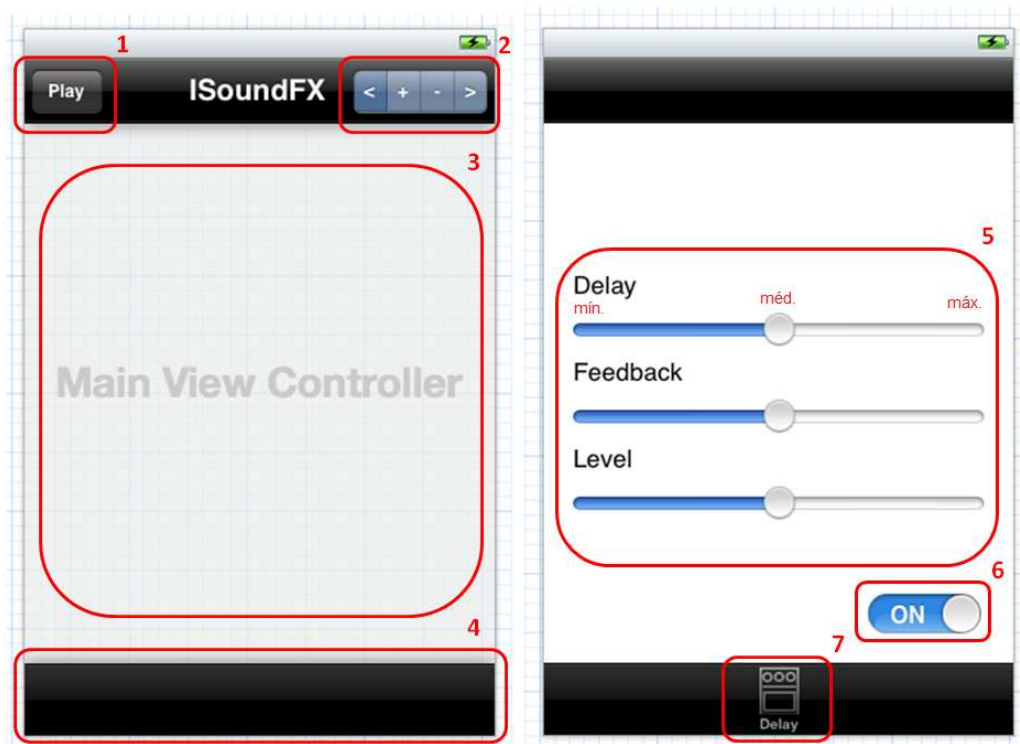 1
2
Play
ISoundFX
< + - >
3
Main View Controller
4
5
Delay
mín.
méd.
máx.
Feedback
Level
6
ON
7
Delay